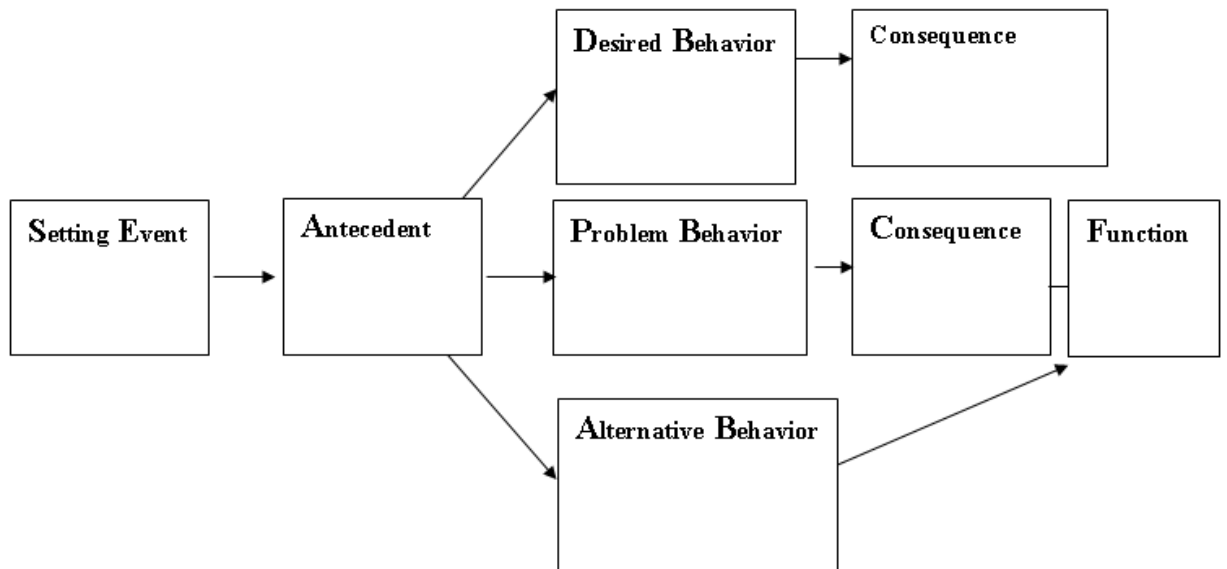 Desired Behavior
Consequence
Setting Event
Antecedent
Problem Behavior
Consequence
Function
Alternative Behavior